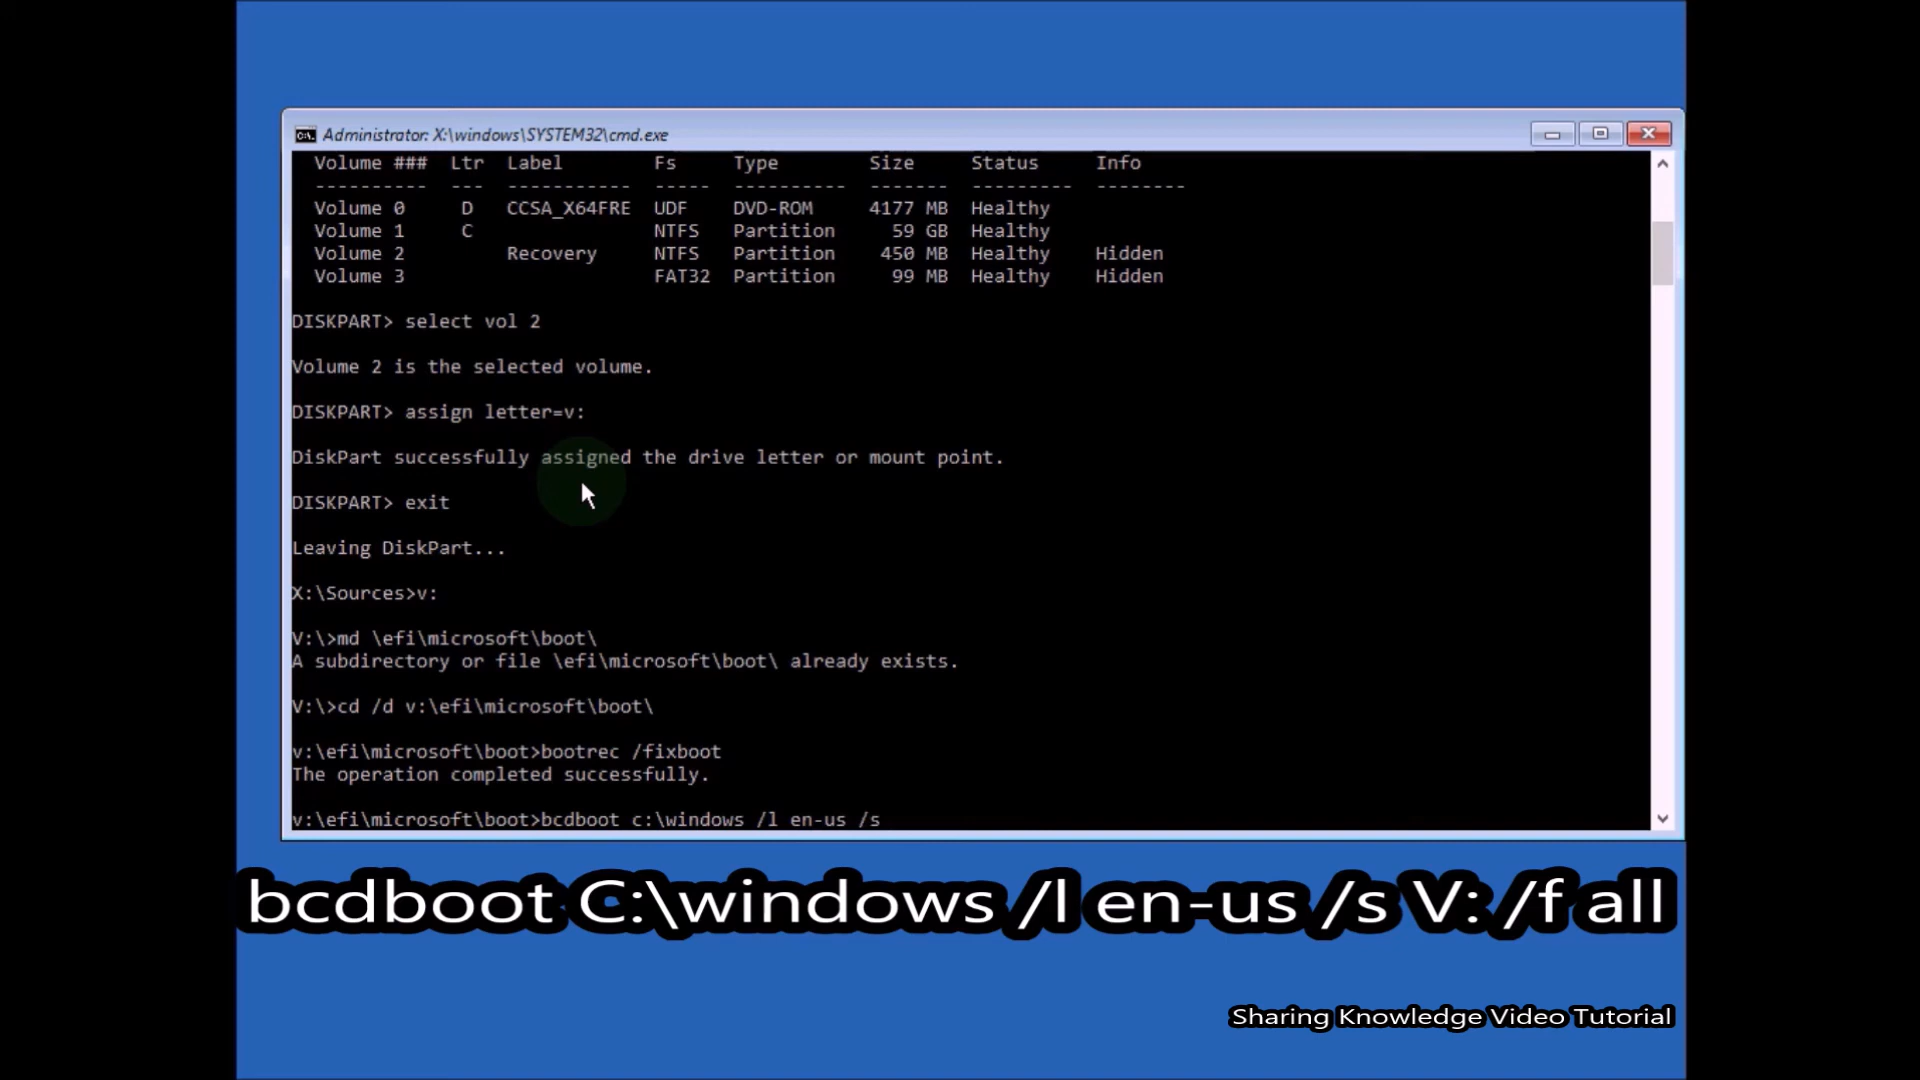 Administrator: X:\windows\SYSTEM32\cmd.exe
Volume ### Ltr Label Fs Type Size Status Info
---------- --- ----------- ----- ---------- ------- --------- --------
Volume 0 D CCSA_X64FRE UDF DVD-ROM 4177 MB Healthy
Volume 1 C NTFS Partition 59 GB Healthy
Volume 2 Recovery NTFS Partition 450 MB Healthy Hidden
Volume 3 FAT32 Partition 99 MB Healthy Hidden
DISKPART> select vol 2
Volume 2 is the selected volume.
DISKPART> assign letter=v:
DiskPart successfully assigned the drive letter or mount point.
DISKPART> exit
Leaving DiskPart...
X:\Sources>v:
V:\>md \efi\microsoft\boot\
A subdirectory or file \efi\microsoft\boot\ already exists.
V:\>cd /d v:\efi\microsoft\boot\
v:\efi\microsoft\boot>bootrec /fixboot
The operation completed successfully.
v:\efi\microsoft\boot>bcdboot c:\windows /l en-us /s
bcdboot C:\windows /l en-us /s V: /f all
Sharing Knowledge Video Tutorial